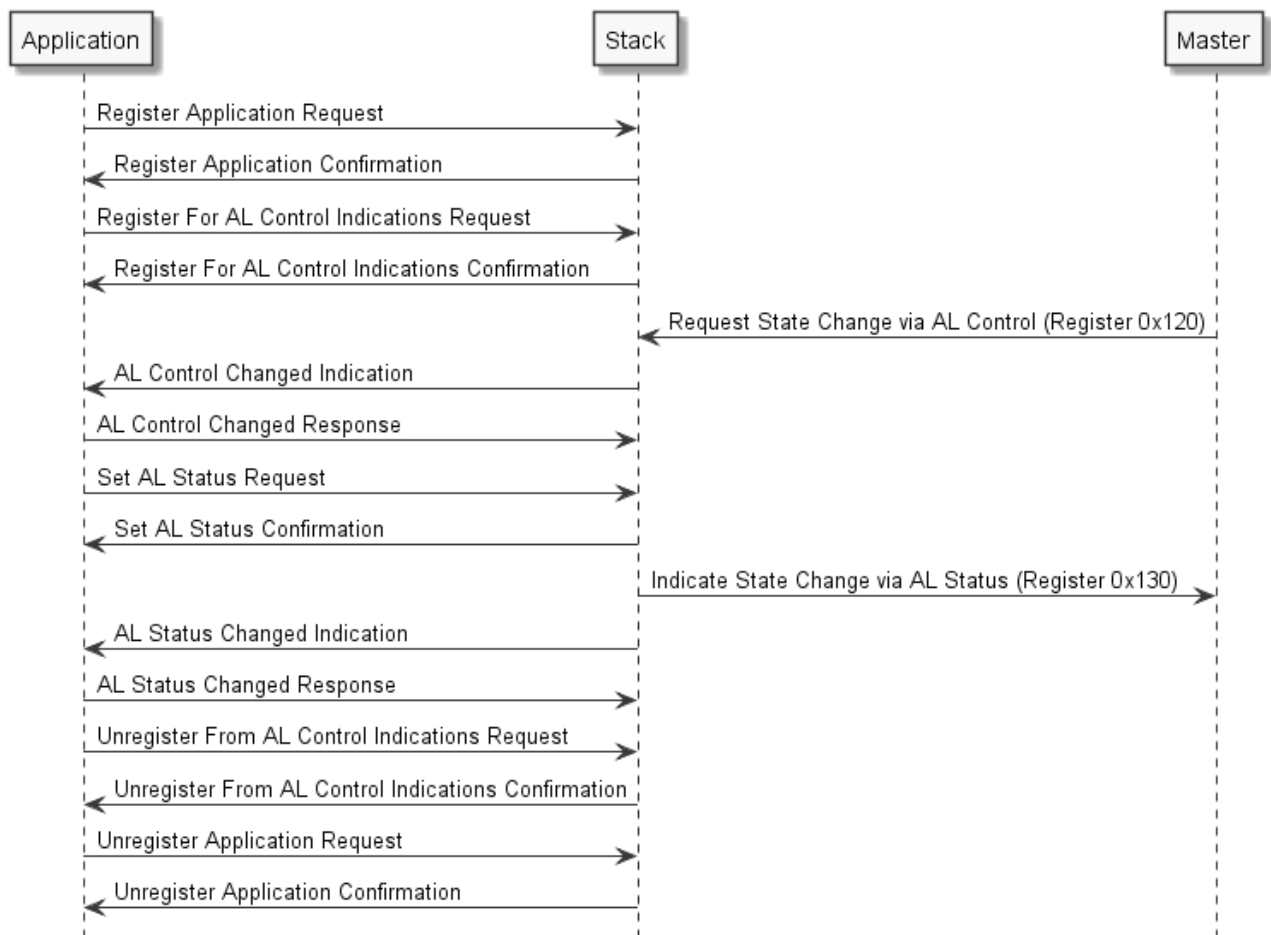 Application
Stack
Master
Register Application Request
Register Application Confirmation
Register For AL Control Indications Request
Register For AL Control Indications Confirmation
Request State Change via AL Control (Register 0x120)
AL Control Changed Indication
AL Control Changed Response
Set AL Status Request
Set AL Status Confirmation
Indicate State Change via AL Status (Register 0x130)
AL Status Changed Indication
AL Status Changed Response
Unregister From AL Control Indications Request
Unregister From AL Control Indications Confirmation
Unregister Application Request
Unregister Application Confirmation